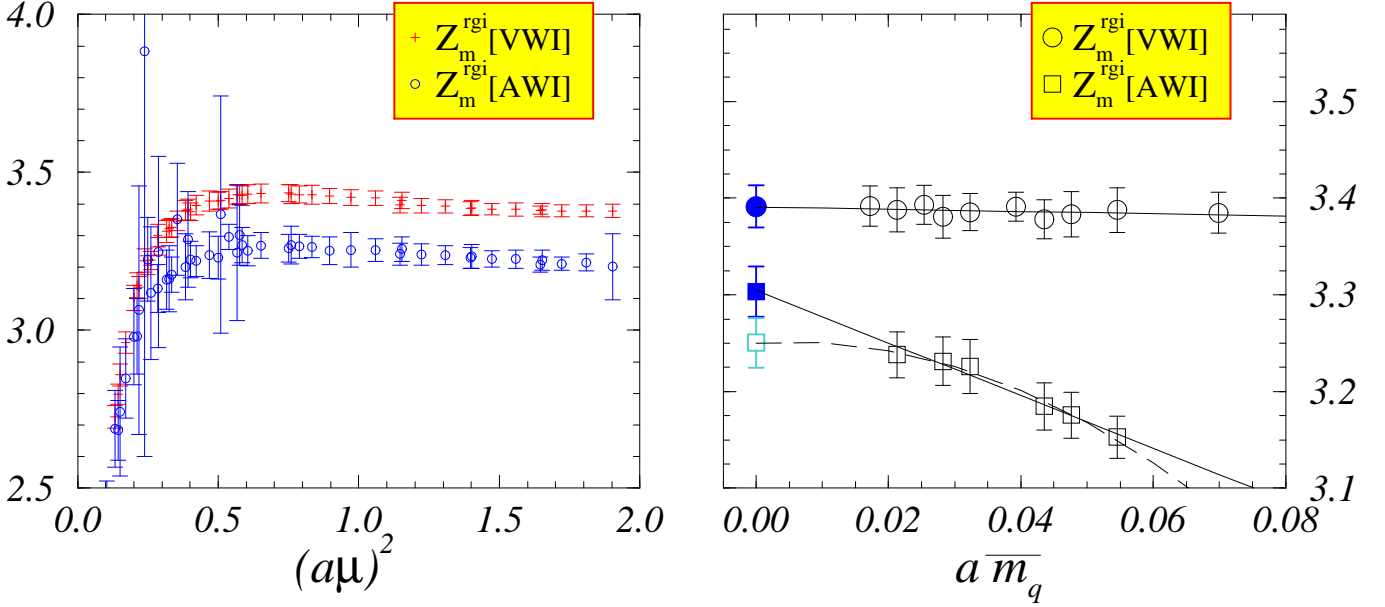 4.0
3.5
3.0
2.5
0.0 0.5 1.0 1.5 2.0
(aμ)²
+ Z_m^rgi [VWI]
○ Z_m^rgi [AWI]
○ Z_m^rgi [VWI]
□ Z_m^rgi [AWI]
3.5
3.4
3.3
3.2
3.1
0.00 0.02 0.04 0.06 0.08
a m̅_q̅